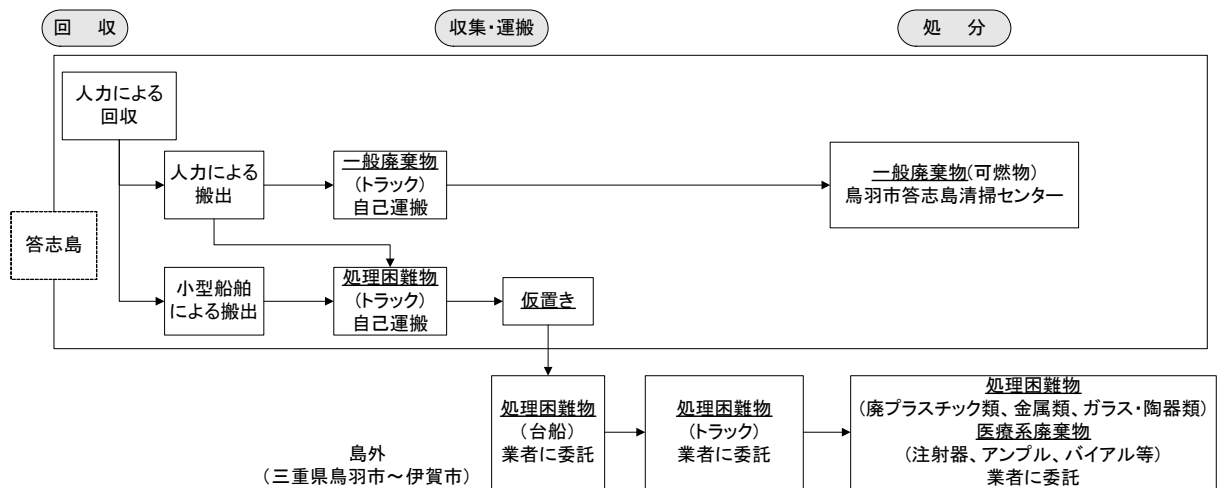 回　収
収集・運搬
処　分
人力による
回収
人力による
搬出
一般廃棄物
(トラック)
自己運搬
一般廃棄物(可燃物)
鳥羽市答志島清掃センター
答志島
小型船舶
による搬出
処理困難物
(トラック)
自己運搬
仮置き
島外
(三重県鳥羽市～伊賀市)
処理困難物
(台船)
業者に委託
処理困難物
(トラック)
業者に委託
処理困難物
(廃プラスチック類、金属類、ガラス・陶器類)
医療系廃棄物
(注射器、アンプル、バイアル等)
業者に委託